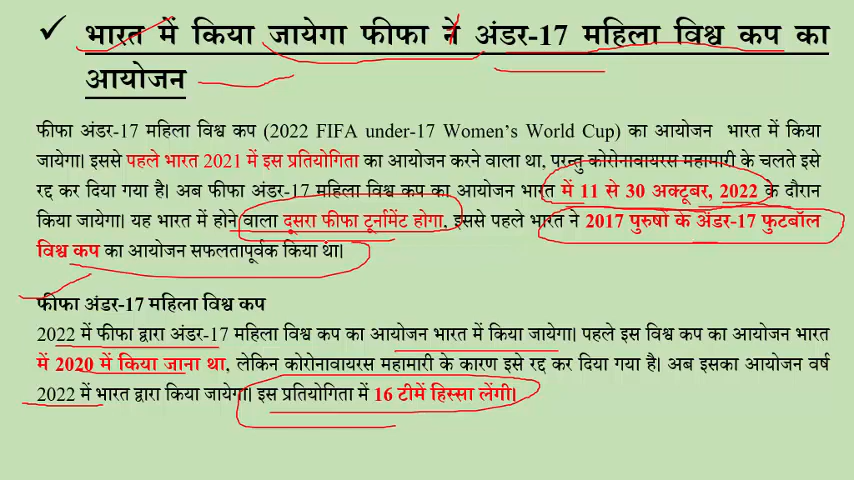 ✓ भारत में किया जायेगा फीफा ने अंडर-17 महिला विश्व कप का
आयोजन
फीफा अंडर-17 महिला विश्व कप (2022 FIFA under-17 Women's World Cup) का आयोजन भारत में किया
जायेगा। इससे पहले भारत 2021 में इस प्रतियोगिता का आयोजन करने वाला था, परन्तु कोरोनावायरस महामारी के चलते इसे
रद्द कर दिया गया है। अब फीफा अंडर-17 महिला विश्व कप का आयोजन भारत में 11 से 30 अक्टूबर, 2022 के दौरान
किया जायेगा। यह भारत में होने वाला दूसरा फीफा टूर्नामेंट होगा, इससे पहले भारत ने 2017 पुरुषों के अंडर-17 फुटबॉल
विश्व कप का आयोजन सफलतापूर्वक किया था।
फीफा अंडर-17 महिला विश्व कप
2022 में फीफा द्वारा अंडर-17 महिला विश्व कप का आयोजन भारत में किया जायेगा। पहले इस विश्व कप का आयोजन भारत
में 2020 में किया जाना था, लेकिन कोरोनावायरस महामारी के कारण इसे रद्द कर दिया गया है। अब इसका आयोजन वर्ष
2022 में भारत द्वारा किया जायेगा। इस प्रतियोगिता में 16 टीमें हिस्सा लेंगी।